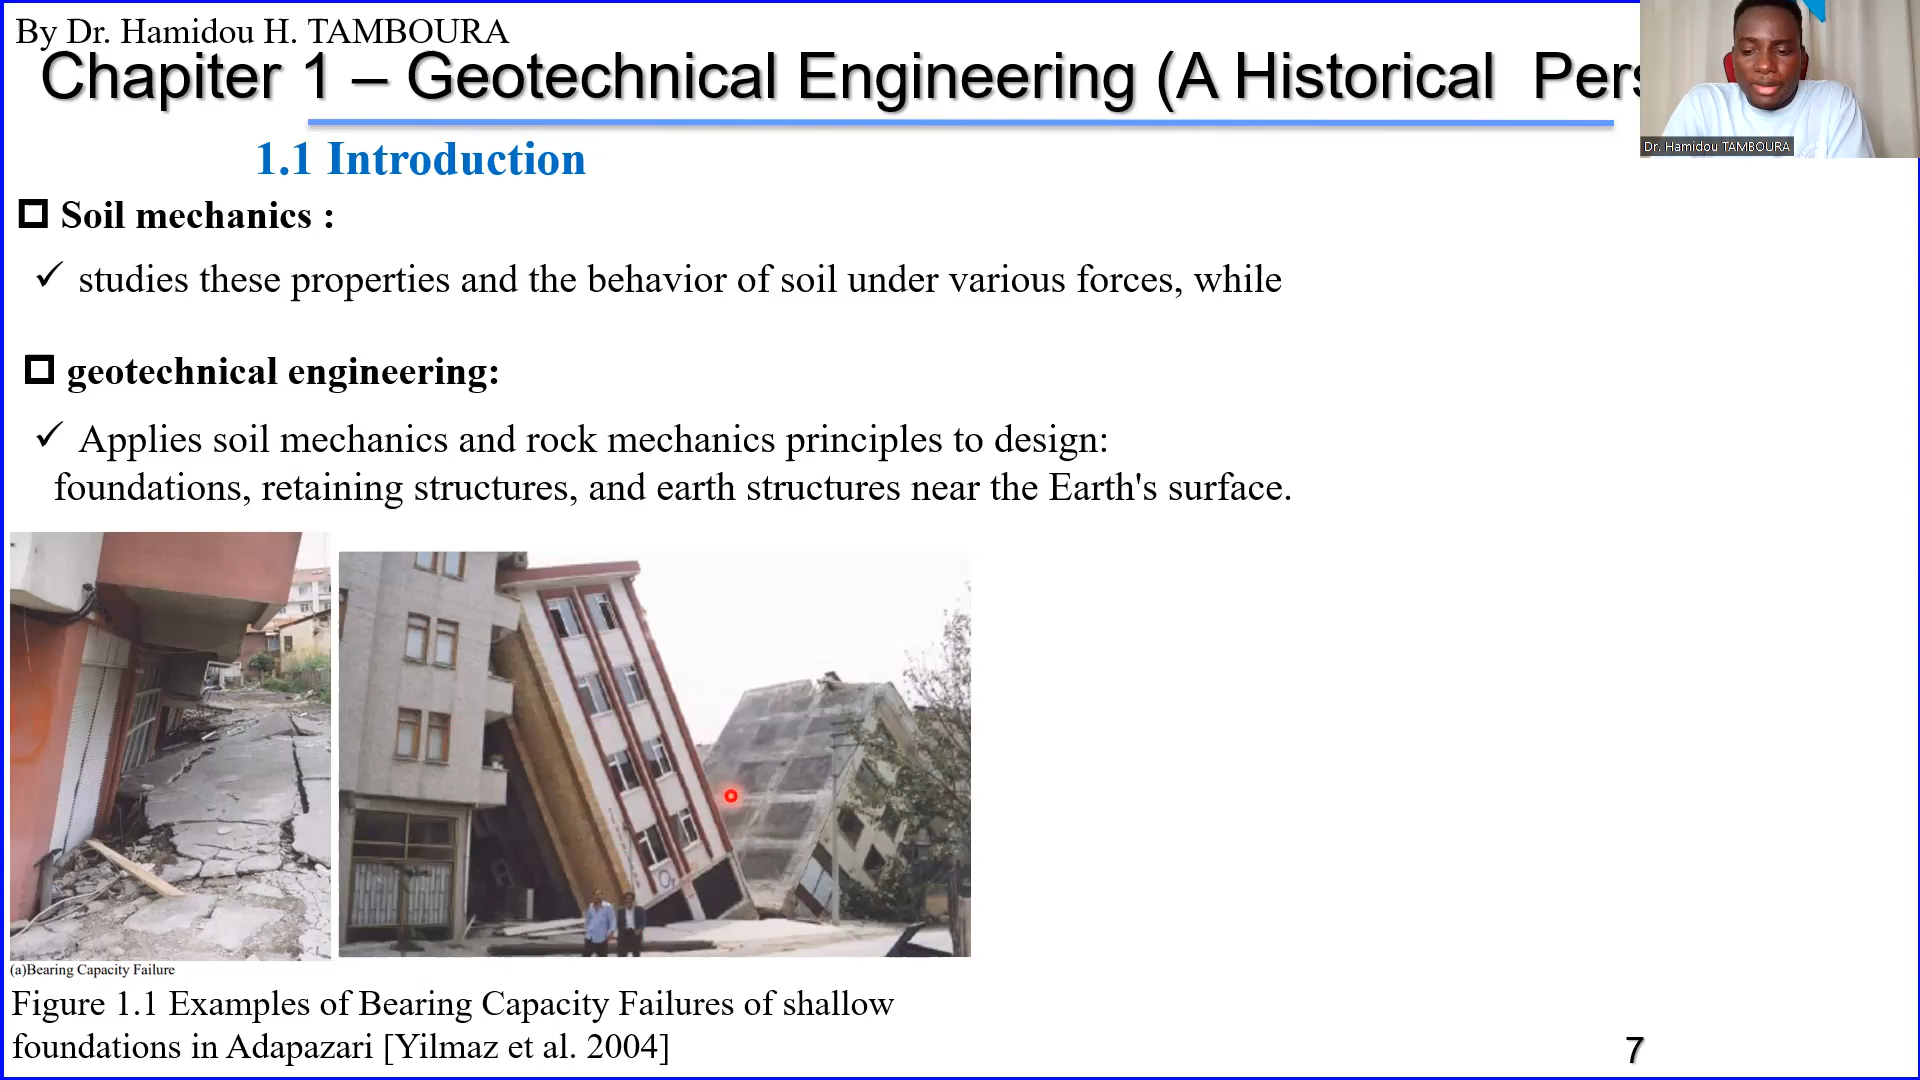 By Dr. Hamidou H. TAMBOURA
Chapiter 1 – Geotechnical Engineering (A Historical Pers
Dr. Hamidou TAMBOURA
1.1 Introduction
Soil mechanics :
✓ studies these properties and the behavior of soil under various forces, while
geotechnical engineering:
✓ Applies soil mechanics and rock mechanics principles to design:
foundations, retaining structures, and earth structures near the Earth's surface.
(a)Bearing Capacity Failure
Figure 1.1 Examples of Bearing Capacity Failures of shallow
foundations in Adapazari [Yilmaz et al. 2004]
7